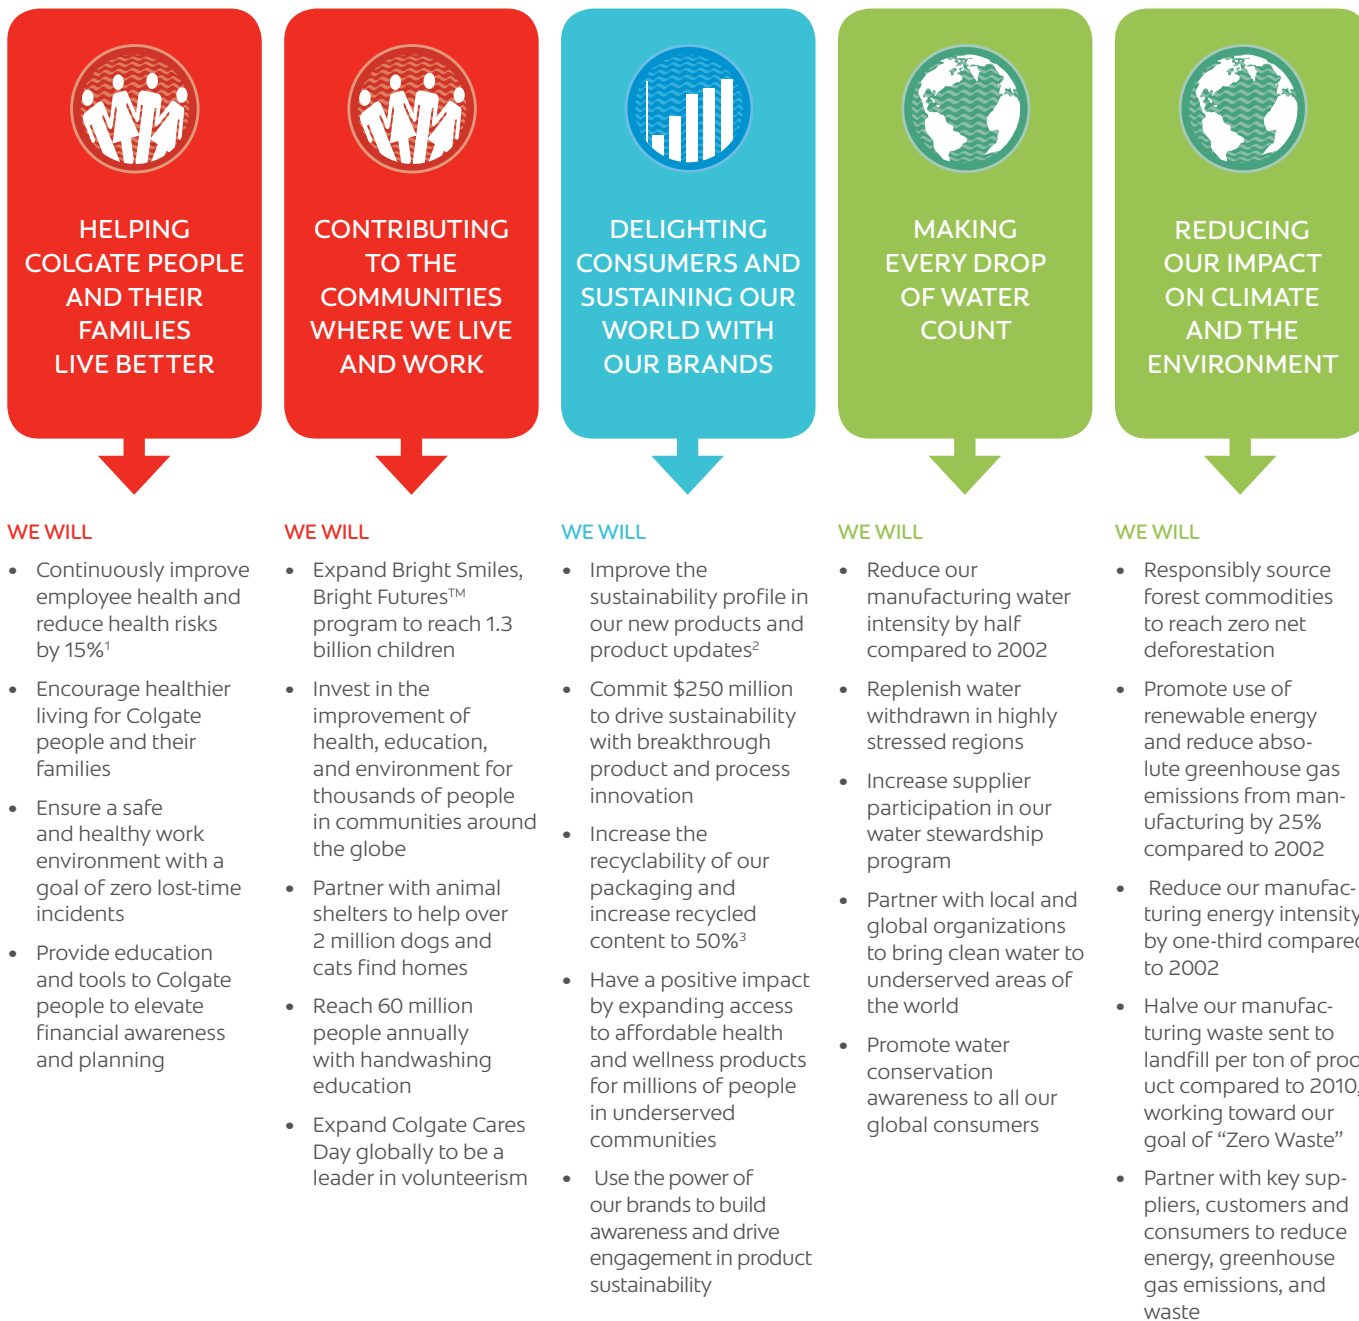 HELPING
COLGATE PEOPLE
AND THEIR
FAMILIES
LIVE BETTER
WE WILL
• Continuously improve
employee health and
reduce health risks
by 15%¹
• Encourage healthier
living for Colgate
people and their
families
• Ensure a safe
and healthy work
environment with a
goal of zero lost-time
incidents
• Provide education
and tools to Colgate
people to elevate
financial awareness
and planning
CONTRIBUTING
TO THE
COMMUNITIES
WHERE WE LIVE
AND WORK
WE WILL
• Expand Bright Smiles,
Bright Futures™
program to reach 1.3
billion children
• Invest in the
improvement of
health, education,
and environment for
thousands of people
in communities around
the globe
• Partner with animal
shelters to help over
2 million dogs and
cats find homes
• Reach 60 million
people annually
with handwashing
education
• Expand Colgate Cares
Day globally to be a
leader in volunteerism
DELIGHTING
CONSUMERS AND
SUSTAINING OUR
WORLD WITH
OUR BRANDS
WE WILL
• Improve the
sustainability profile in
our new products and
product updates²
• Commit $250 million
to drive sustainability
with breakthrough
product and process
innovation
• Increase the
recyclability of our
packaging and
increase recycled
content to 50%³
• Have a positive impact
by expanding access
to affordable health
and wellness products
for millions of people
in underserved
communities
• Use the power of
our brands to build
awareness and drive
engagement in product
sustainability
MAKING
EVERY DROP
OF WATER
COUNT
WE WILL
• Reduce our
manufacturing water
intensity by half
compared to 2002
• Replenish water
withdrawn in highly
stressed regions
• Increase supplier
participation in our
water stewardship
program
• Partner with local and
global organizations
to bring clean water to
underserved areas of
the world
• Promote water
conservation
awareness to all our
global consumers
REDUCING
OUR IMPACT
ON CLIMATE
AND THE
ENVIRONMENT
WE WILL
• Responsibly source
forest commodities
to reach zero net
deforestation
• Promote use of
renewable energy
and reduce abso-
lute greenhouse gas
emissions from man-
ufacturing by 25%
compared to 2002
• Reduce our manufac-
turing energy intensity
by one-third compared
to 2002
• Halve our manufac-
turing waste sent to
landfill per ton of prod
uct compared to 2010,
working toward our
goal of “Zero Waste”
• Partner with key sup-
pliers, customers and
consumers to reduce
energy, greenhouse
gas emissions, and
waste